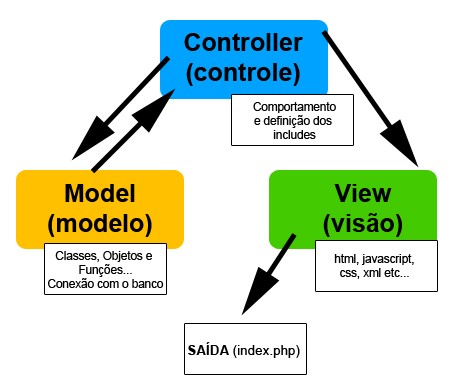 Controller
(controle)
Comportamento
e definição dos
includes
Model
(modelo)
Classes, Objetos e
Funções...
Conexão com o banco
View
(visão)
html, javascript,
css, xml etc...
SAÍDA (index.php)